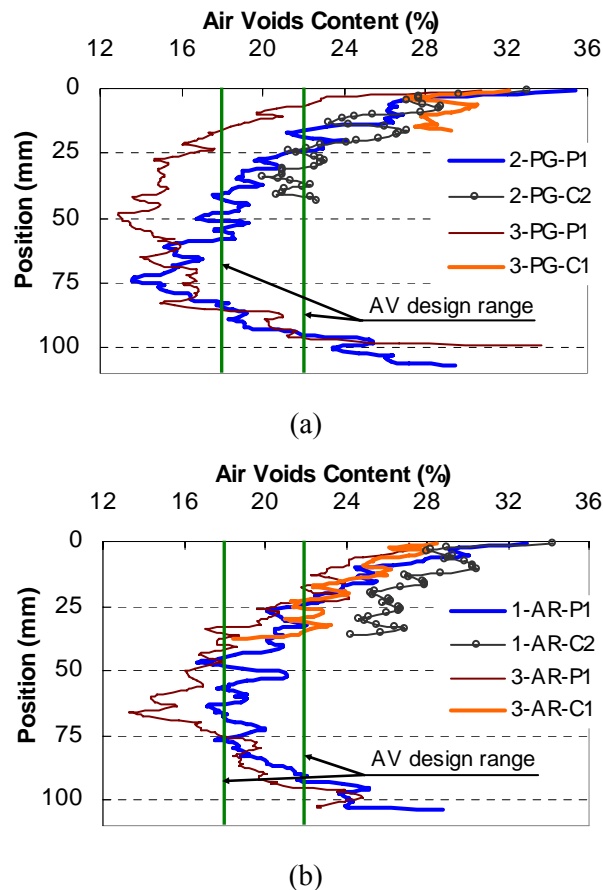 Air Voids Content (%)
12 16 20 24 28 32 36
0
25
50
75
100
Position (mm)
2-PG-P1
2-PG-C2
3-PG-P1
3-PG-C1
AV design range
(a)
Air Voids Content (%)
12 16 20 24 28 32 36
0
25
50
75
100
Position (mm)
1-AR-P1
1-AR-C2
3-AR-P1
3-AR-C1
AV design range
(b)